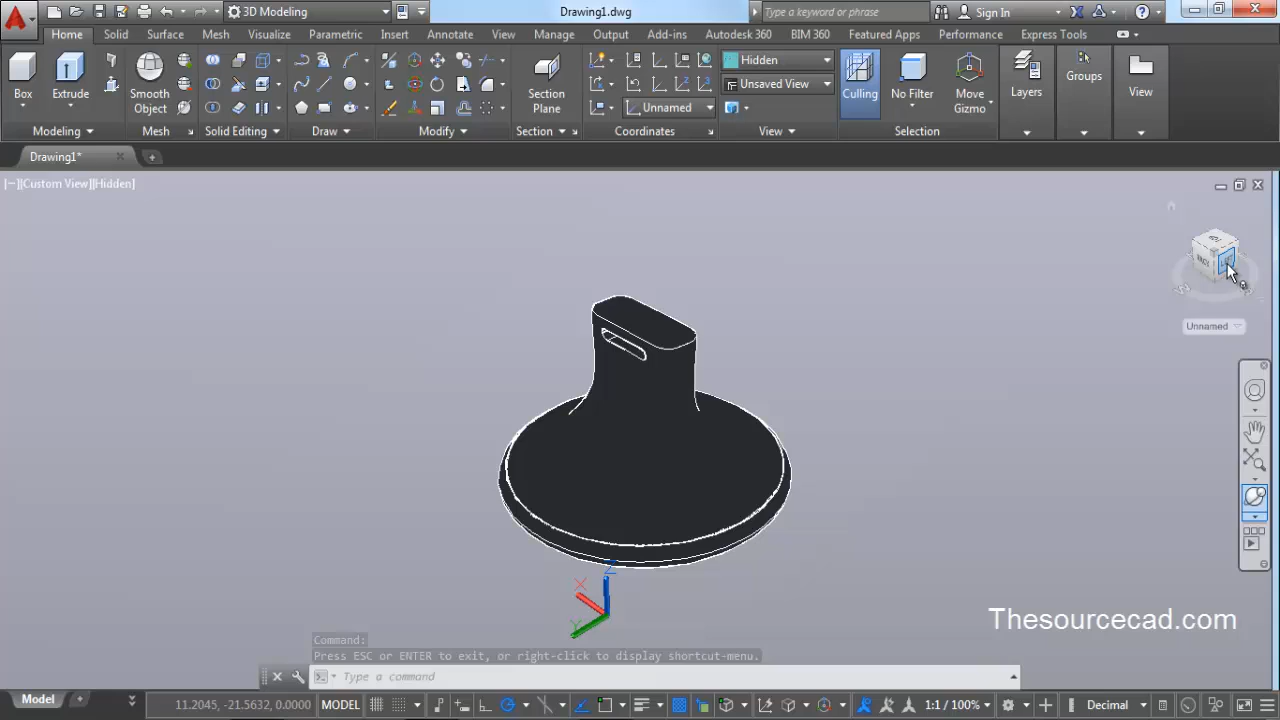 3D Modeling
Drawing1.dwg
Type a keyword or phrase
Sign In
Home Solid Surface Mesh Visualize Parametric Insert Annotate View Manage Output Add-ins Autodesk 360 BIM 360 Featured Apps Performance Express Tools
Box
Extrude
Smooth
Object
Section
Plane
Unnamed
Hidden
Unsaved View
Culling
No Filter
Move
Gizmo
Layers
Groups
View
Modeling
Mesh
Solid Editing
Draw
Modify
Section
Coordinates
View
Selection
Drawing1*
[−][Custom View][Hidden]
BACK
W
Unnamed
Z
X
Y
Thesourcecad.com
Command:
Press ESC or ENTER to exit, or right-click to display shortcut-menu.
Type a command
Model
11.2045, -21.5632, 0.0000 MODEL
1:1 / 100%
Decimal